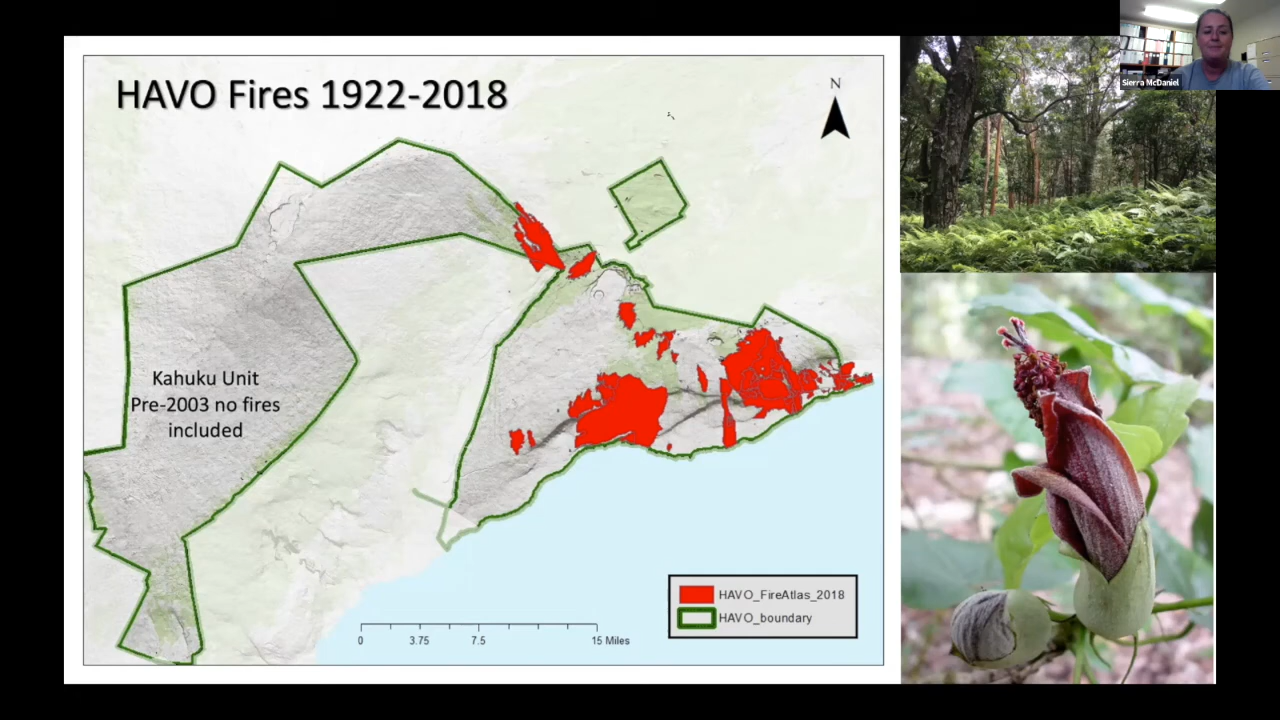 HAVO Fires 1922-2018
N
Sierra McDaniel
Kahuku Unit
Pre-2003 no fires
included
HAVO_FireAtlas_2018
HAVO_boundary
0 3.75 7.5 15 Miles